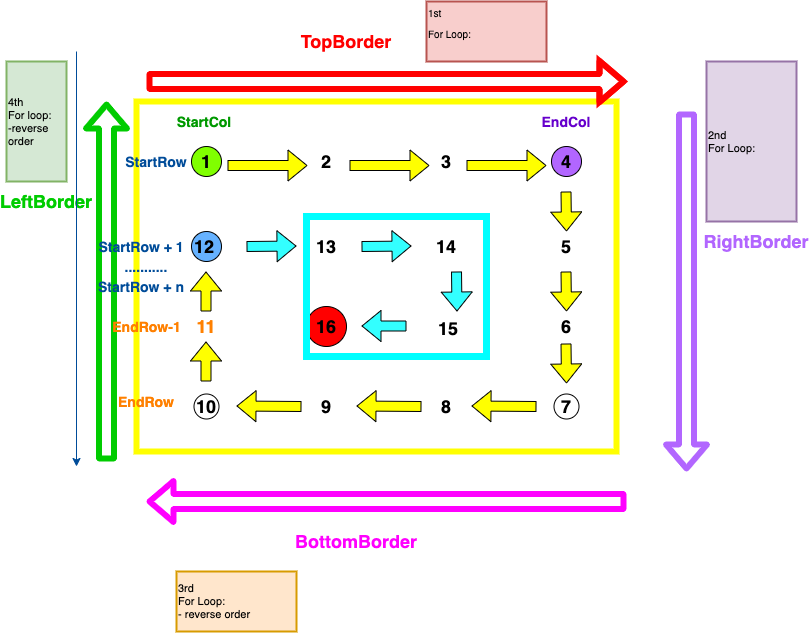 1st
For Loop:
TopBorder
4th
For loop:
-reverse
order
2nd
For Loop:
StartCol
EndCol
StartRow
1
2
3
4
LeftBorder
RightBorder
StartRow + 1
12
13
14
5
...........
StartRow + n
EndRow-1
11
16
15
6
EndRow
10
9
8
7
BottomBorder
3rd
For Loop:
- reverse order